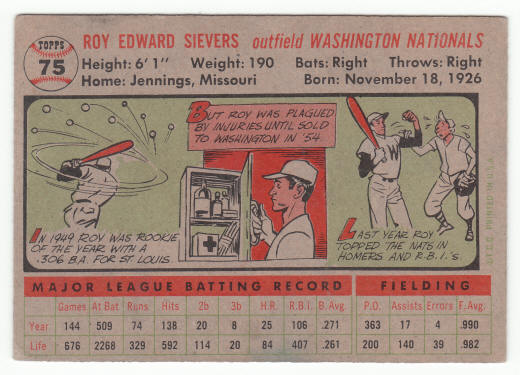 TOPPS
75
ROY EDWARD SIEVERS outfield WASHINGTON NATIONALS
Height: 6' 1" Weight: 190 Bats: Right Throws: Right
Home: Jennings, Missouri Born: November 18, 1926
IN 1949 ROY WAS ROOKIE
OF THE YEAR WITH A
.306 B.A. FOR ST. LOUIS.
BUT ROY WAS PLAGUED
BY INJURIES UNTIL SOLD
TO WASHINGTON IN '54.
W
LAST YEAR ROY
TOPPED THE NATS IN
HOMERS AND R.B.I.'s
©T.C.G. PRINTED IN U.S.A.
MAJOR LEAGUE BATTING RECORD FIELDING
Games At Bat Runs Hits 2b 3b H.R. R.B.I. B. Avg. P.O. Assists Errors F. Avg.
Year 144 509 74 138 20 8 25 106 .271 363 17 4 .990
Life 676 2268 329 592 114 20 84 407 .261 200 140 39 .982